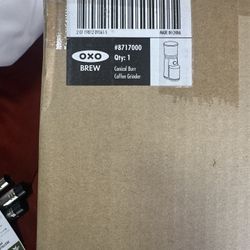 MADE IN CHINA
OXO
BREW
#8717000
Qty: 1
Conical Burr
Coffee Grinder